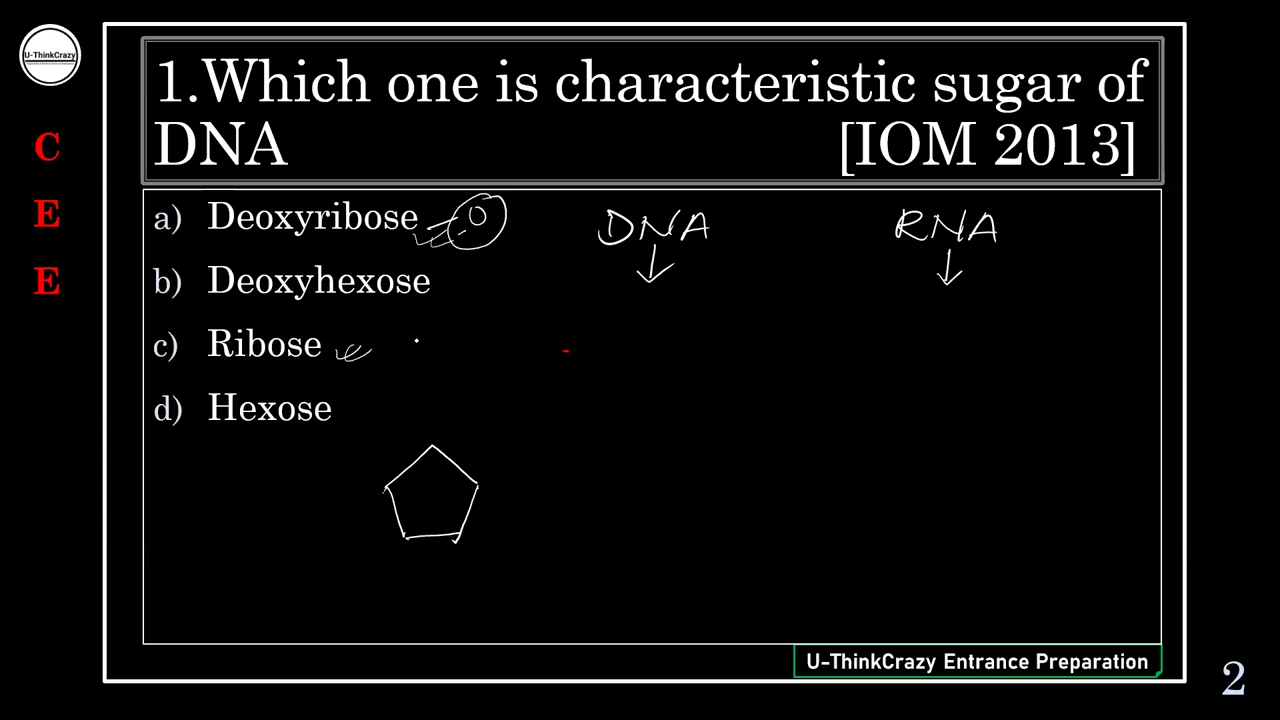 U-ThinkCrazy
C
E
E
1.Which one is characteristic sugar of
DNA [IOM 2013]
a) Deoxyribose
b) Deoxyhexose
c) Ribose
d) Hexose
DNA RNA
U-ThinkCrazy Entrance Preparation
2